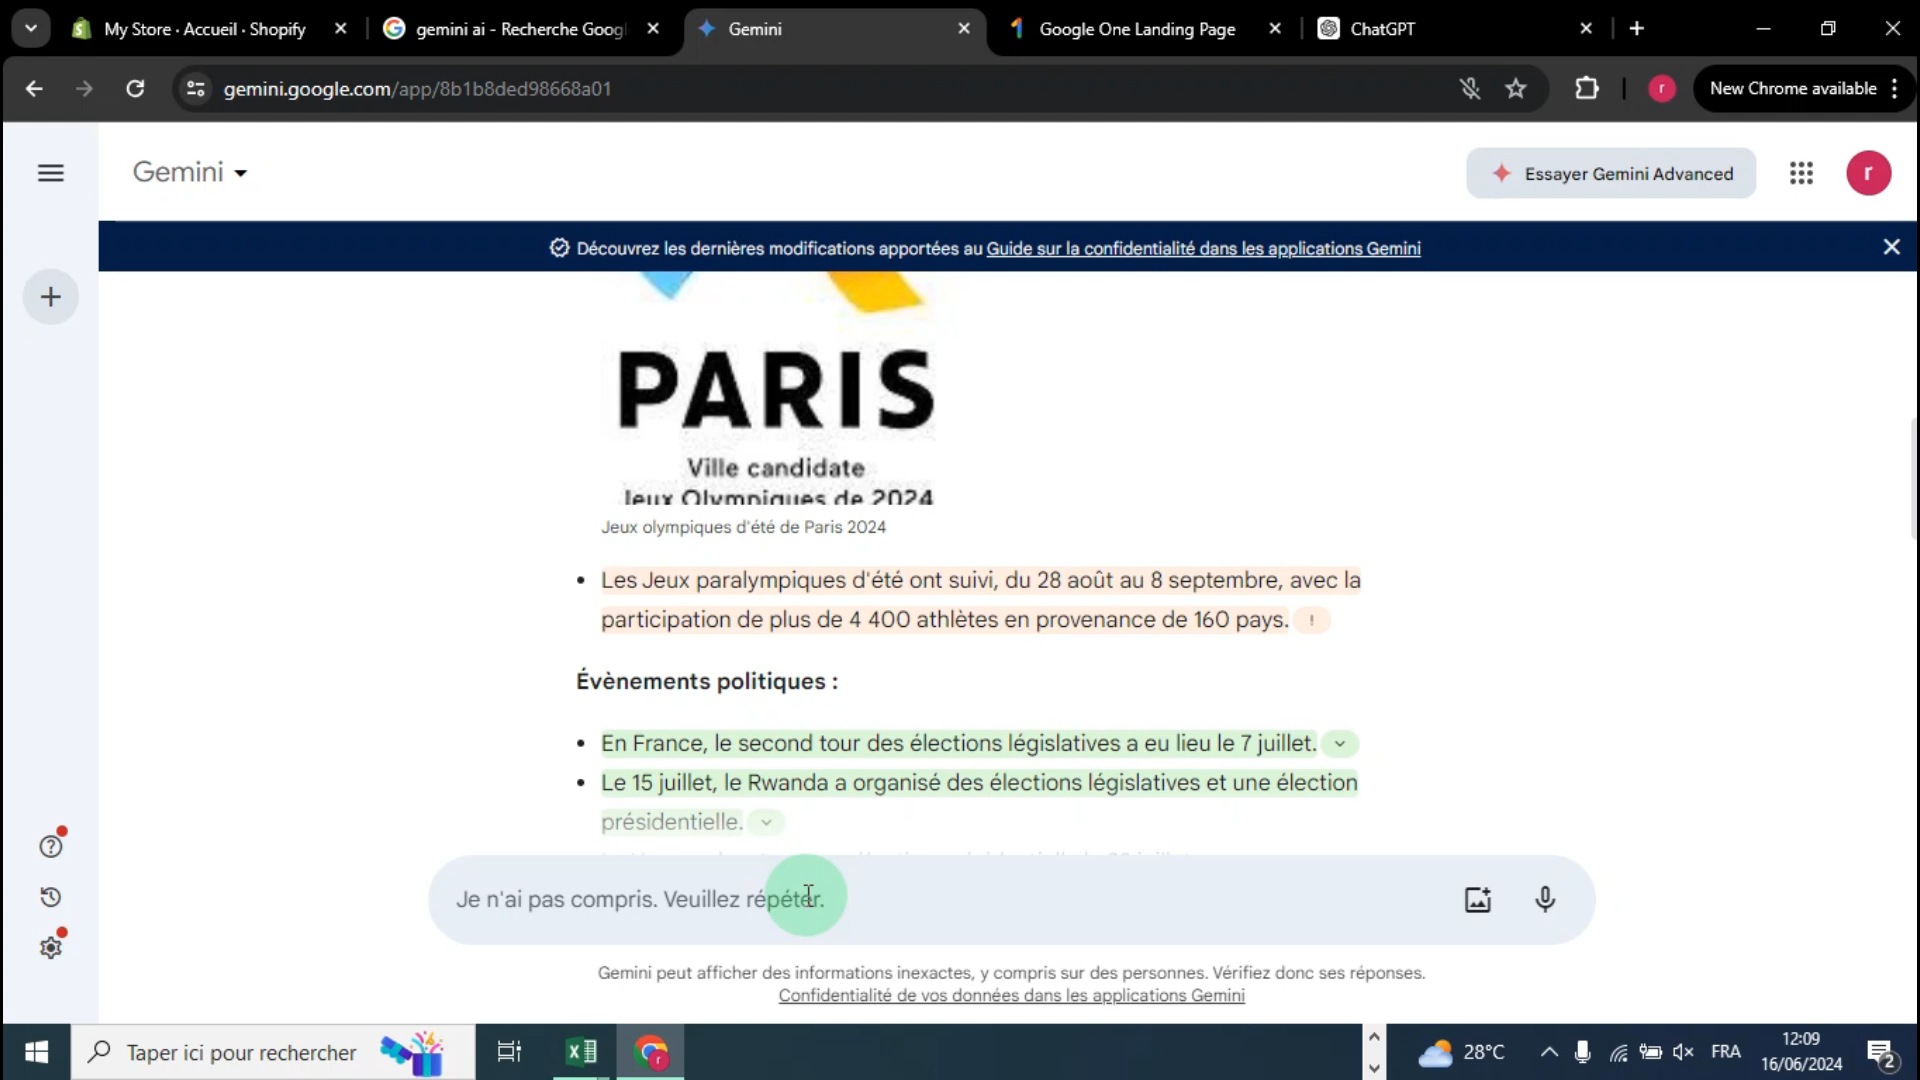 My Store · Accueil · Shopify
gemini ai - Recherche Googl
Gemini
Google One Landing Page
ChatGPT
gemini.google.com/app/8b1b8ded98668a01
r
New Chrome available
Gemini
Essayer Gemini Advanced
r
Découvrez les dernières modifications apportées au Guide sur la confidentialité dans les applications Gemini
PARIS
Ville candidate
Jeux Olympiques de 2024
Jeux olympiques d'été de Paris 2024
• Les Jeux paralympiques d'été ont suivi, du 28 août au 8 septembre, avec la
participation de plus de 4 400 athlètes en provenance de 160 pays. !
Évènements politiques :
• En France, le second tour des élections législatives a eu lieu le 7 juillet.
• Le 15 juillet, le Rwanda a organisé des élections législatives et une élection
présidentielle.
Je n'ai pas compris. Veuillez répéter.
Gemini peut afficher des informations inexactes, y compris sur des personnes. Vérifiez donc ses réponses.
Confidentialité de vos données dans les applications Gemini
Taper ici pour rechercher
28°C
FRA
12:09
16/06/2024
2